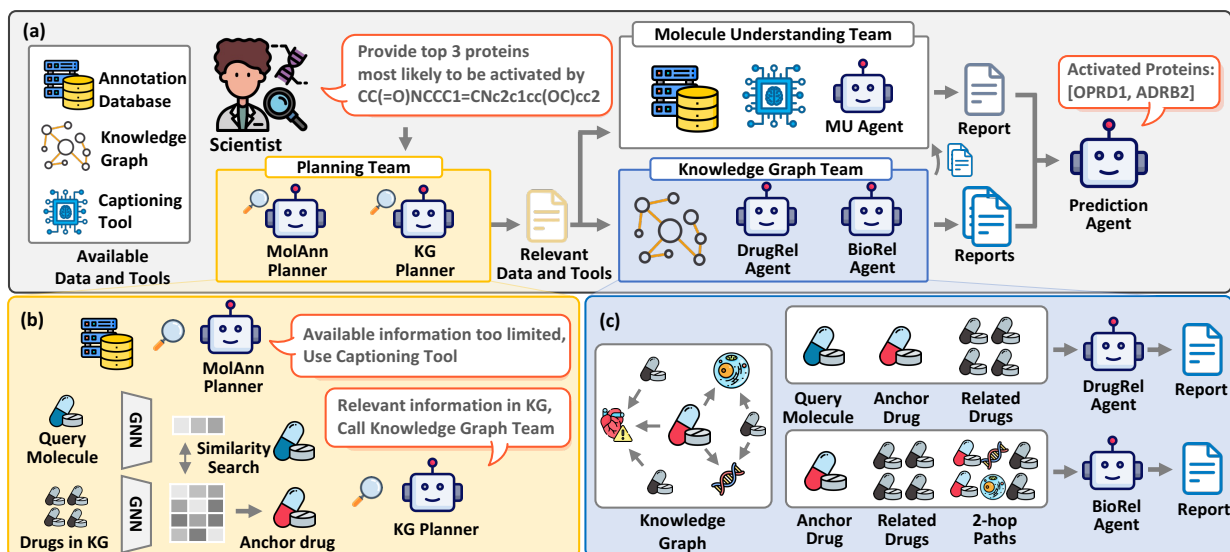 (a)
Annotation
Database
Knowledge
Graph
Captioning
Tool
Available
Data and Tools
Scientist
Provide top 3 proteins
most likely to be activated by
CC(=O)NCCC1=CNc2c1cc(OC)cc2
Planning Team
MolAnn
Planner
KG
Planner
Relevant
Data and Tools
Molecule Understanding Team
MU Agent
Report
Knowledge Graph Team
DrugRel
Agent
BioRel
Agent
Reports
Activated Proteins:
[OPRD1, ADRB2]
Prediction
Agent
(b)
MolAnn
Planner
Available information too limited,
Use Captioning Tool
Query
Molecule
GNN
Similarity
Search
Relevant information in KG,
Call Knowledge Graph Team
Drugs in KG
GNN
Anchor drug
KG Planner
(c)
Knowledge
Graph
Query
Molecule
Anchor
Drug
Related
Drugs
DrugRel
Agent
Report
Anchor
Drug
Related
Drugs
2-hop
Paths
BioRel
Agent
Report